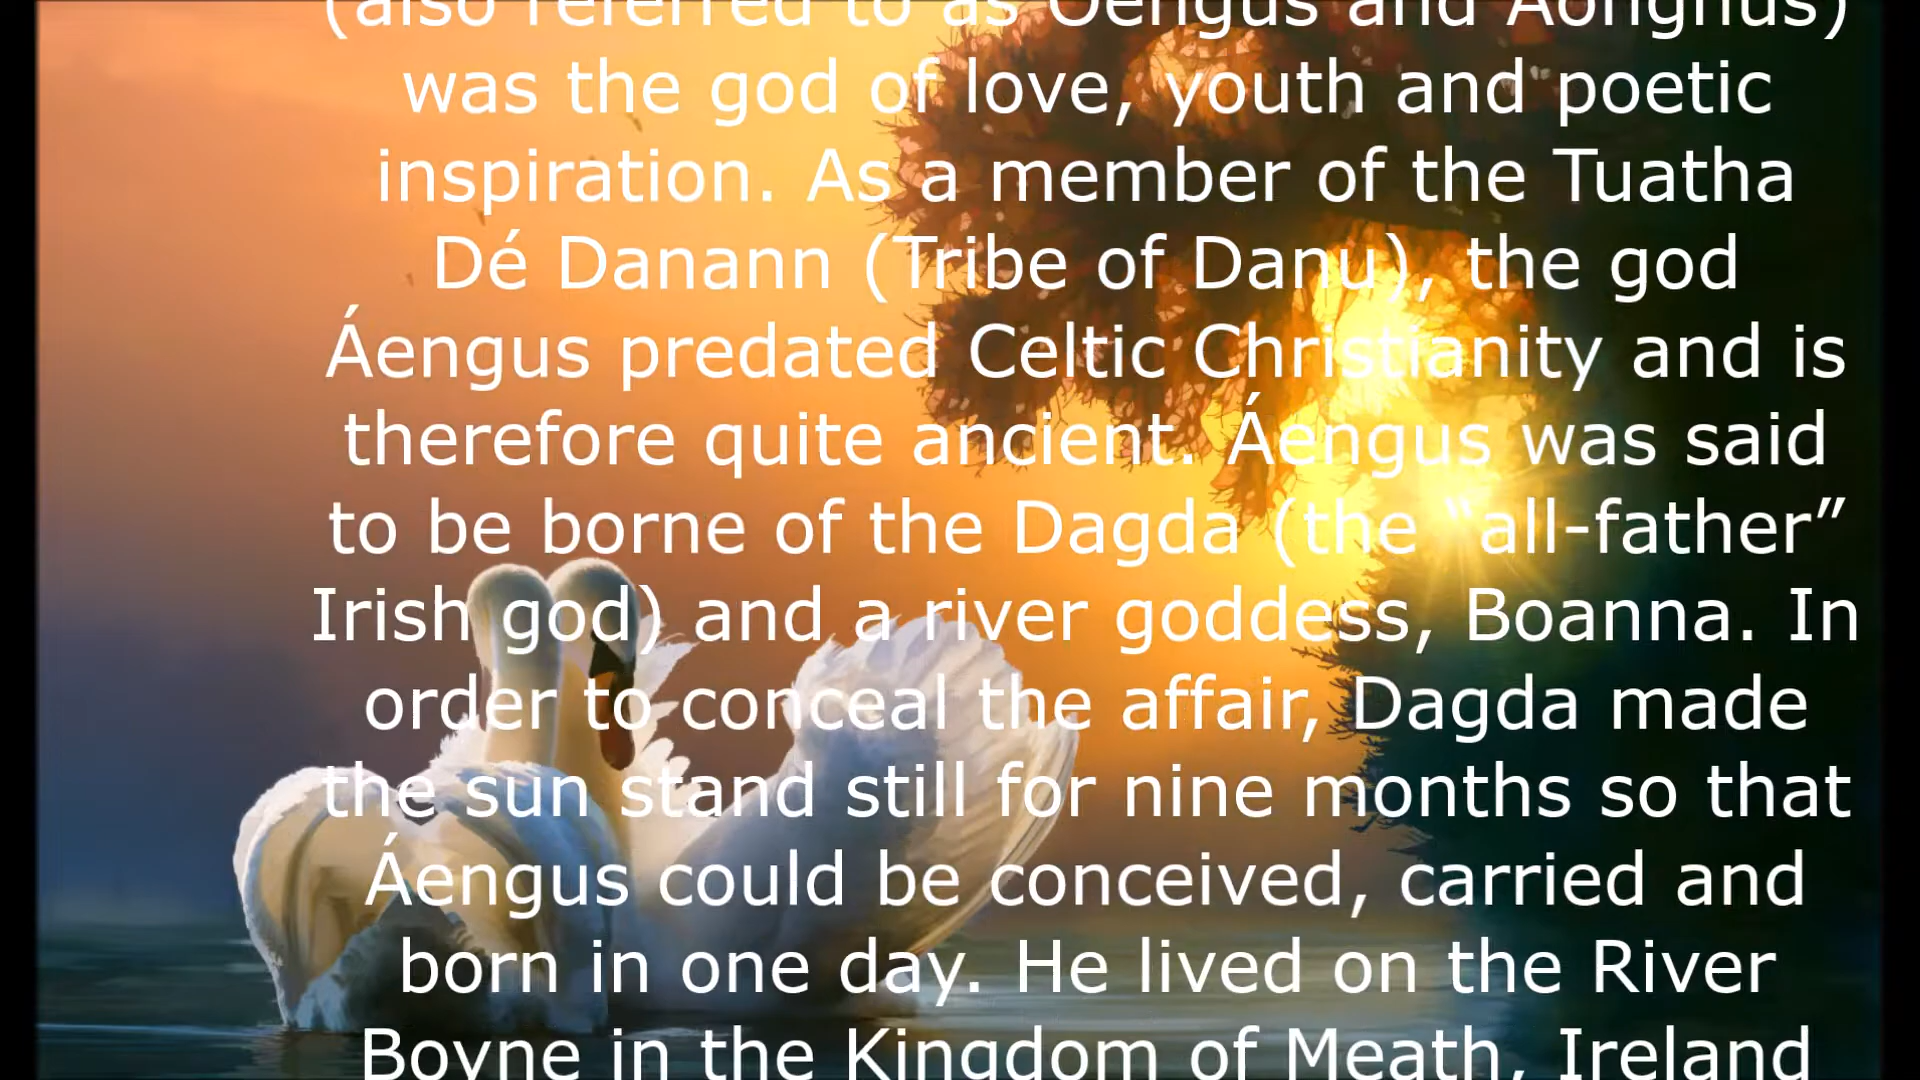 (also referred to as Oengus and Aonghus)
was the god of love, youth and poetic
inspiration. As a member of the Tuatha
Dé Danann (Tribe of Danu), the god
Áengus predated Celtic Christianity and is
therefore quite ancient. Áengus was said
to be borne of the Dagda (the “all-father”
Irish god) and a river goddess, Boanna. In
order to conceal the affair, Dagda made
the sun stand still for nine months so that
Áengus could be conceived, carried and
born in one day. He lived on the River
Boyne in the Kingdom of Meath, Ireland